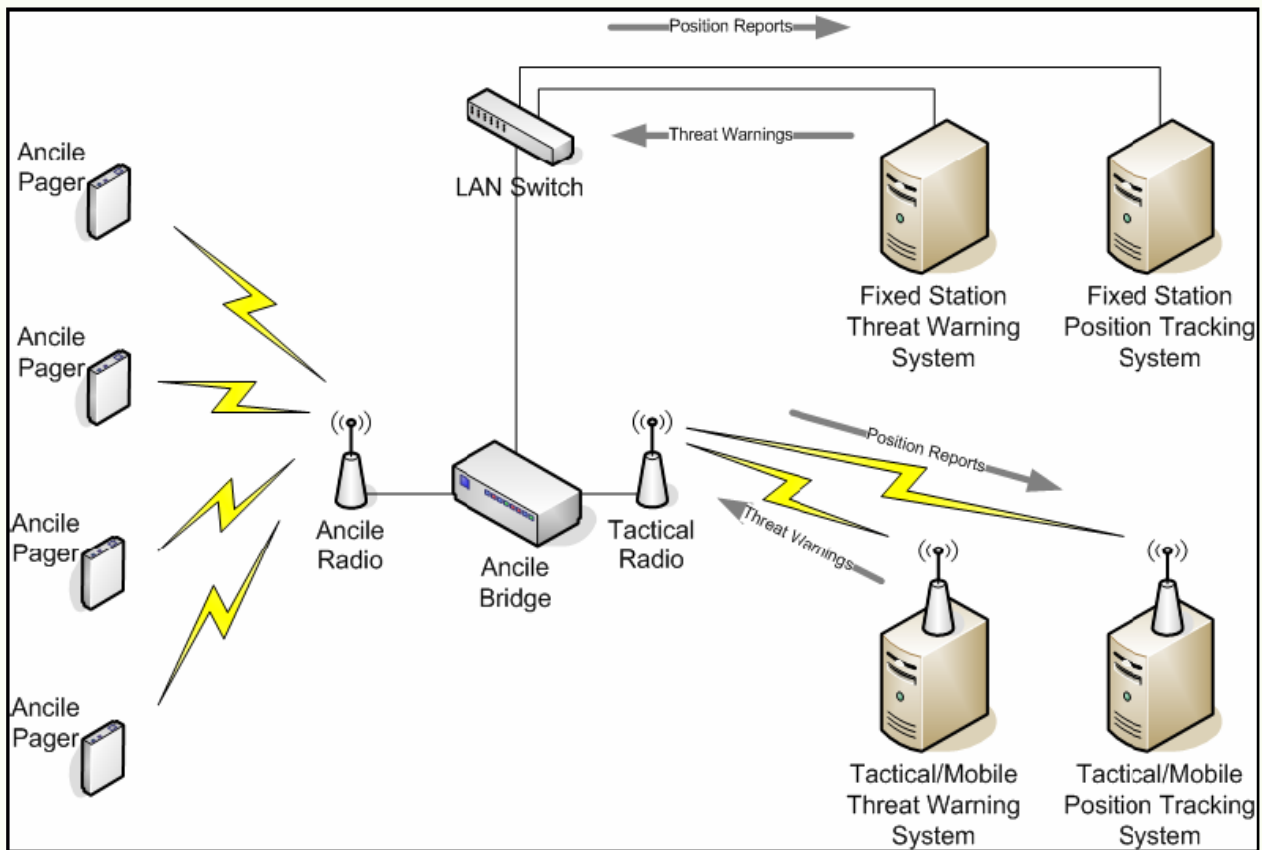 Position Reports
Threat Warnings
Ancile
Pager
LAN Switch
Fixed Station
Threat Warning
System
Fixed Station
Position Tracking
System
Ancile
Pager
Ancile
Pager
Ancile
Pager
Ancile
Radio
Ancile
Bridge
Tactical
Radio
Position Reports
Threat Warnings
Tactical/Mobile
Threat Warning
System
Tactical/Mobile
Position Tracking
System